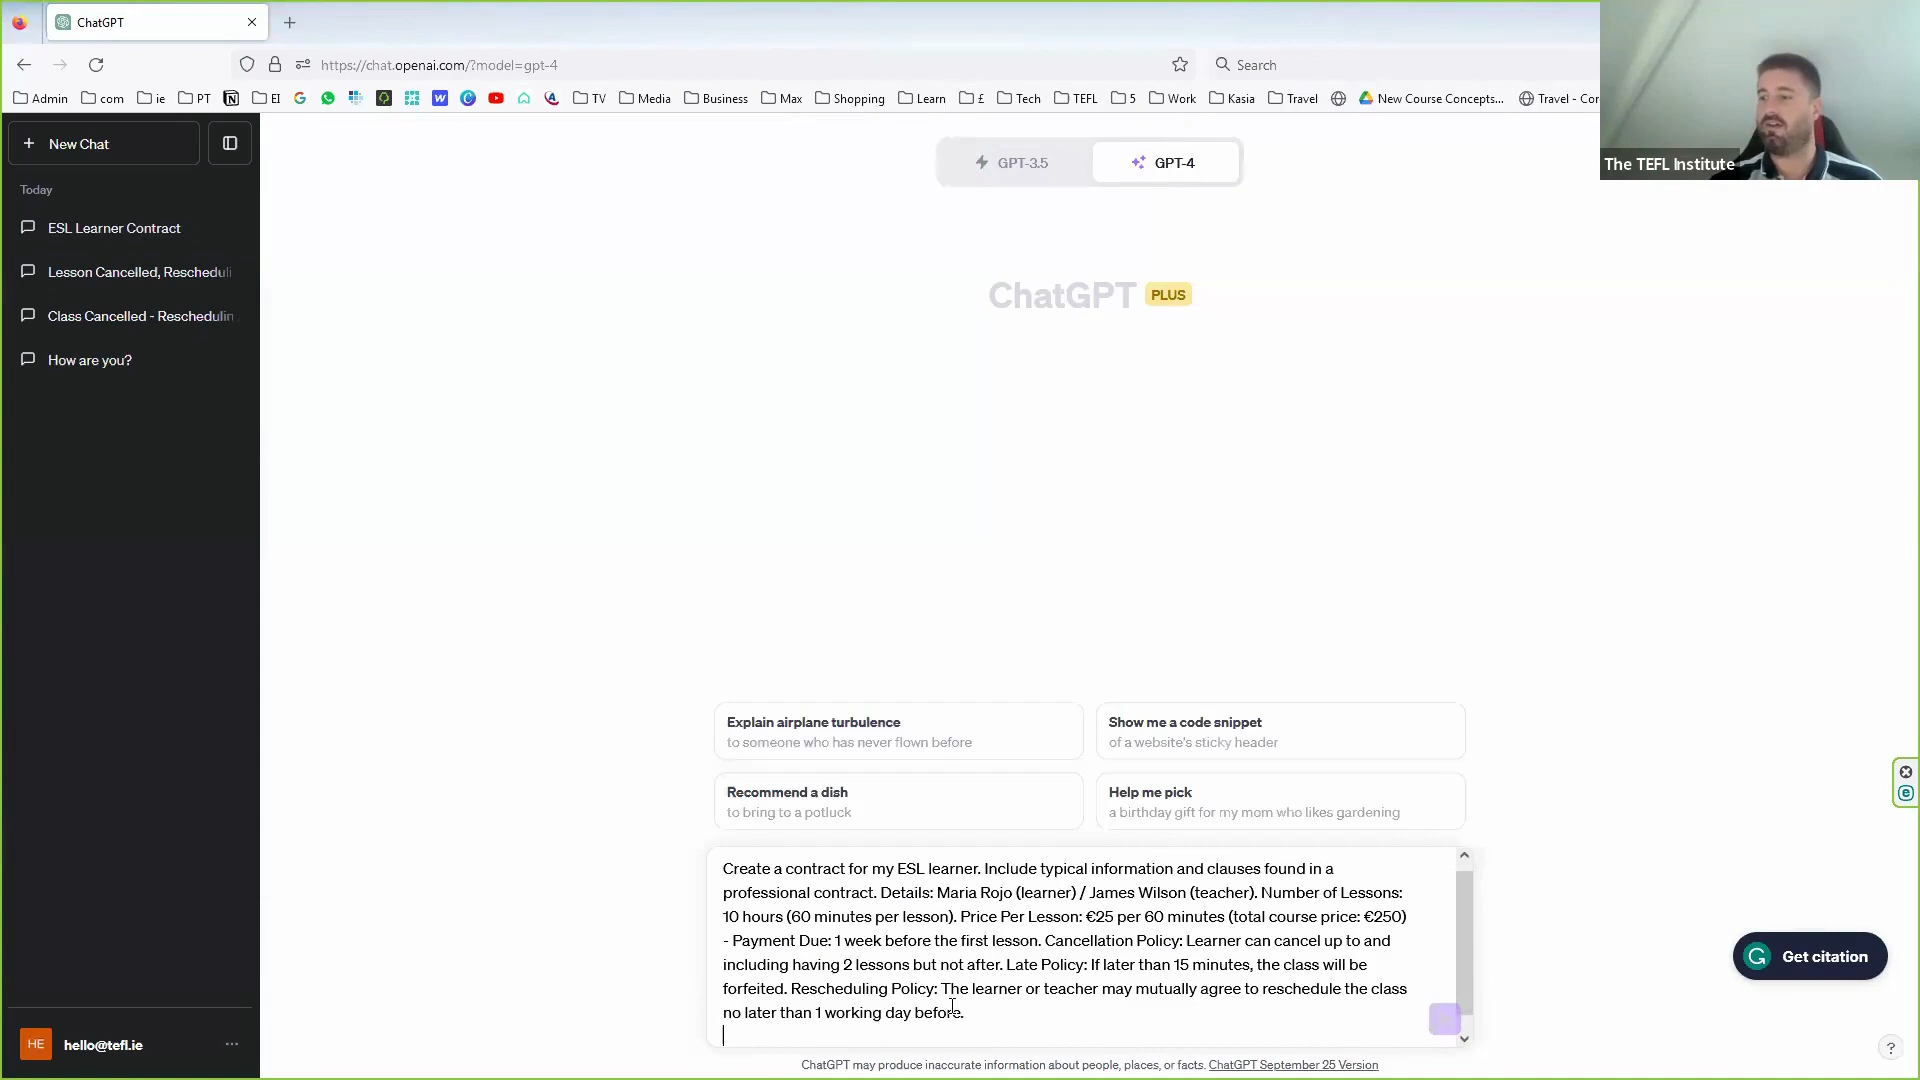 ChatGPT
https://chat.openai.com/?model=gpt-4
Search
Admin
com
ie
PT
EI
TV
Media
Business
Max
Shopping
Learn
£
Tech
TEFL
5
Work
Kasia
Travel
New Course Concepts...
Travel - Cor
The TEFL Institute
New Chat
Today
ESL Learner Contract
Lesson Cancelled, Rescheduli
Class Cancelled - Reschedulin
How are you?
GPT-3.5
GPT-4
ChatGPT PLUS
Explain airplane turbulence
to someone who has never flown before
Show me a code snippet
of a website's sticky header
Recommend a dish
to bring to a potluck
Help me pick
a birthday gift for my mom who likes gardening
Create a contract for my ESL learner. Include typical information and clauses found in a
professional contract. Details: Maria Rojo (learner) / James Wilson (teacher). Number of Lessons:
10 hours (60 minutes per lesson). Price Per Lesson: €25 per 60 minutes (total course price: €250)
- Payment Due: 1 week before the first lesson. Cancellation Policy: Learner can cancel up to and
including having 2 lessons but not after. Late Policy: If later than 15 minutes, the class will be
forfeited. Rescheduling Policy: The learner or teacher may mutually agree to reschedule the class
no later than 1 working day before.
Get citation
HE
hello@tefl.ie
ChatGPT may produce inaccurate information about people, places, or facts. ChatGPT September 25 Version
?